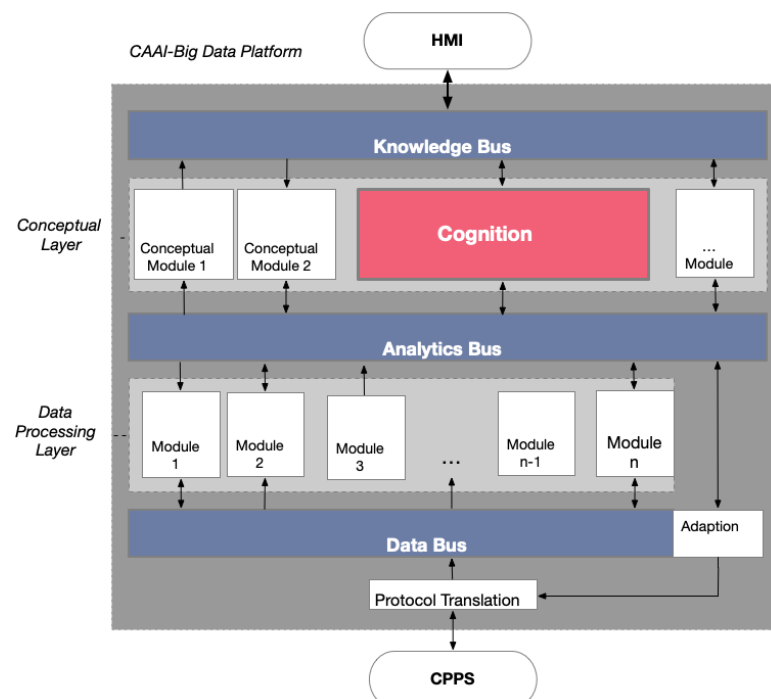 HMI
CAAI-Big Data Platform
Knowledge Bus
Conceptual
Layer
Conceptual
Module 1
Conceptual
Module 2
Cognition
...
Module
Analytics Bus
Data
Processing
Layer
Module
1
Module
2
Module
3
...
Module
n-1
Module
n
Data Bus
Adaption
Protocol Translation
CPPS